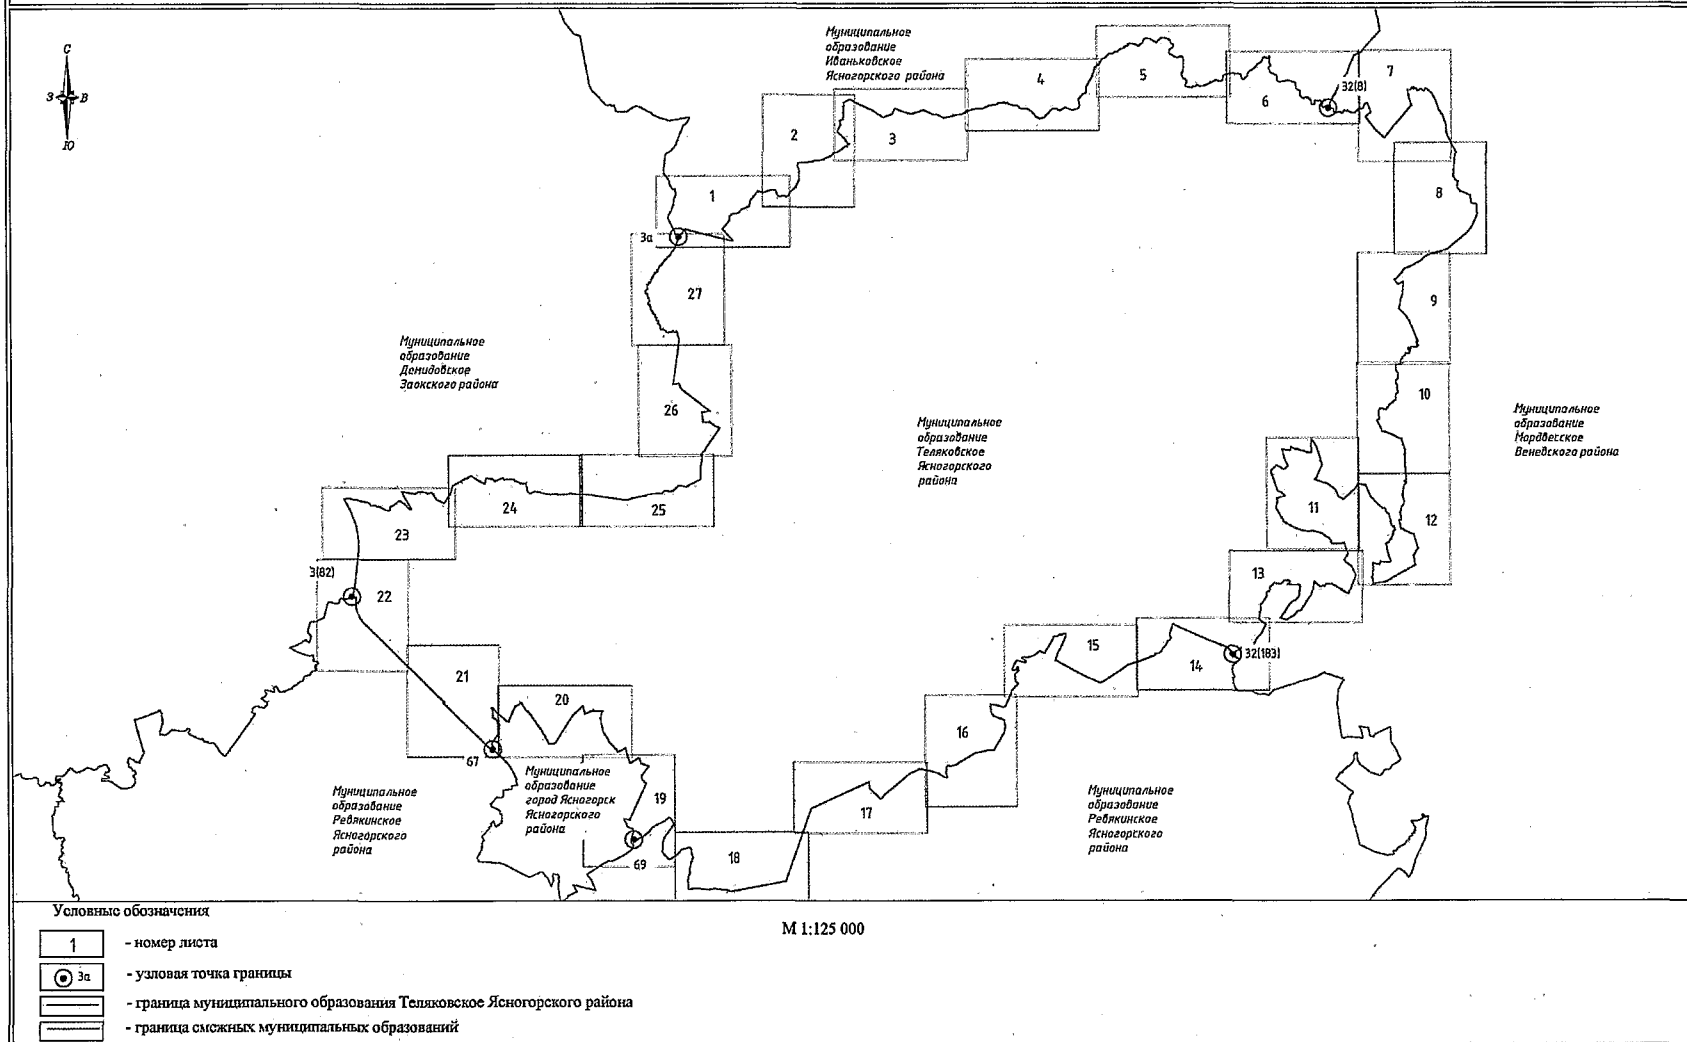 С
З В
Ю
Муниципальное
образование
Иваньковское
Ясногорского района
1
2
3
4
5
6
7
32(8)
8
3а
27
9
Муниципальное
образование
Демидовское
Заокского района
26
10
Муниципальное
образование
Теляковское
Ясногорского
района
Муниципальное
образование
Мордвесское
Веневского района
23
24
25
11
12
3(82)
22
13
21
20
15
14
32(183)
16
67
Муниципальное
образование
Ревякинское
Ясногорского
района
Муниципальное
образование
город Ясногорск
Ясногорского
района
19
69
18
17
Муниципальное
образование
Ревякинское
Ясногорского
района
Условные обозначения
М 1:125 000
1 - номер листа
3а - узловая точка границы
- граница муниципального образования Теляковское Ясногорского района
- граница смежных муниципальных образований